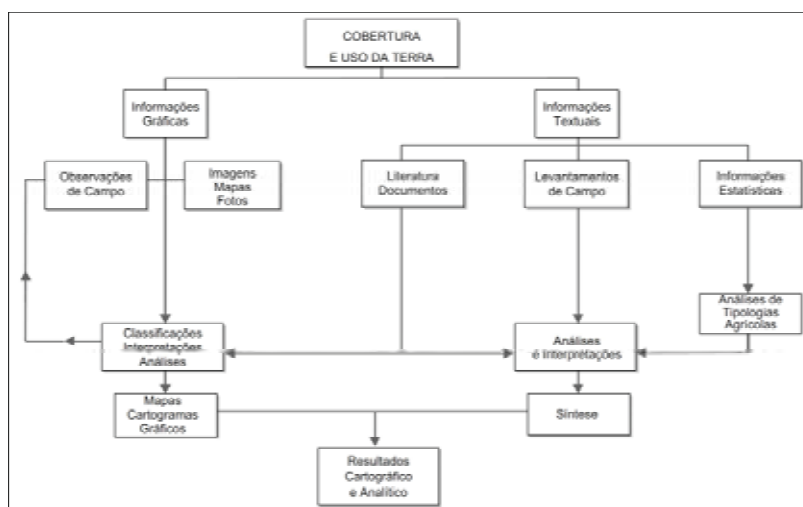 COBERTURA
E USO DA TERRA
Informações
Gráficas
Informações
Textuais
Observações
de Campo
Imagens
Mapas
Fotos
Literatura
Documentos
Levantamentos
de Campo
Informações
Estatísticas
Análises de
Tipologias
Agrícolas
Classificações
Interpretações
Análises
Análises
é Interpretações
Mapas
Cartogramas
Gráficos
Síntese
Resultados
Cartográfico
e Analítico